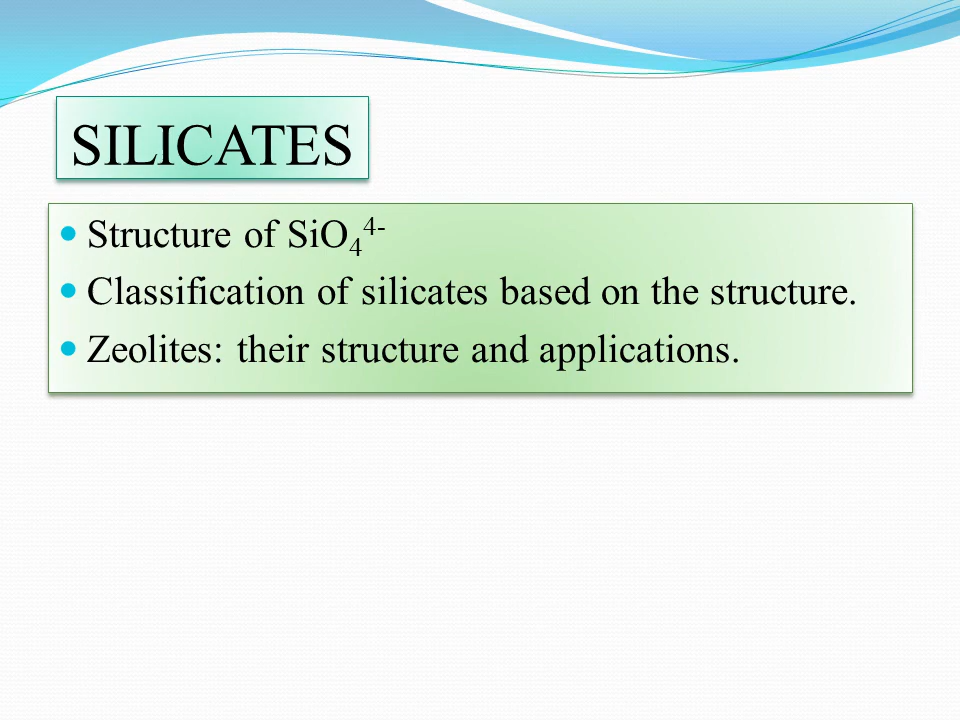 SILICATES
Structure of SiO₄⁴⁻
Classification of silicates based on the structure.
Zeolites: their structure and applications.